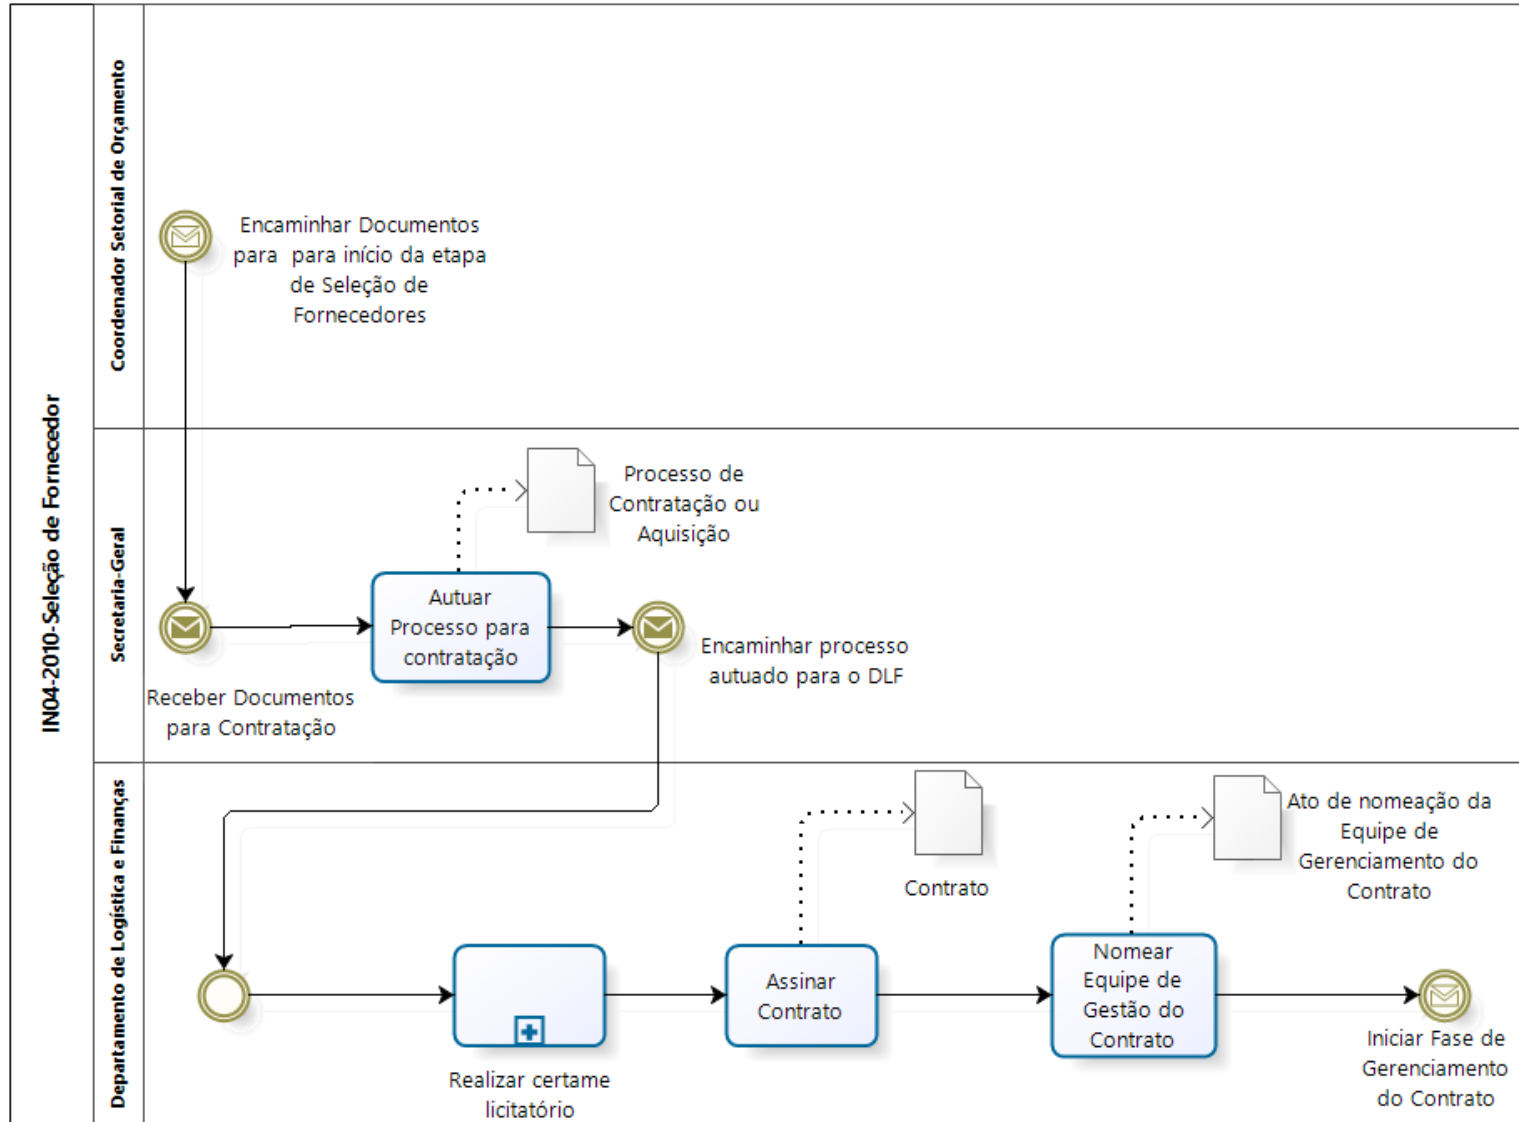 IN04-2010-Seleção de Fornecedor
Coordenador Setorial de Orçamento
Encaminhar Documentos
para para início da etapa
de Seleção de
Fornecedores
Secretaria-Geral
Processo de
Contratação ou
Aquisição
Autuar
Processo para
contratação
Encaminhar processo
autuado para o DLF
Receber Documentos
para Contratação
Departamento de Logística e Finanças
Contrato
Ato de nomeação da
Equipe de
Gerenciamento do
Contrato
Realizar certame
licitatório
Assinar
Contrato
Nomear
Equipe de
Gestão do
Contrato
Iniciar Fase de
Gerenciamento
do Contrato